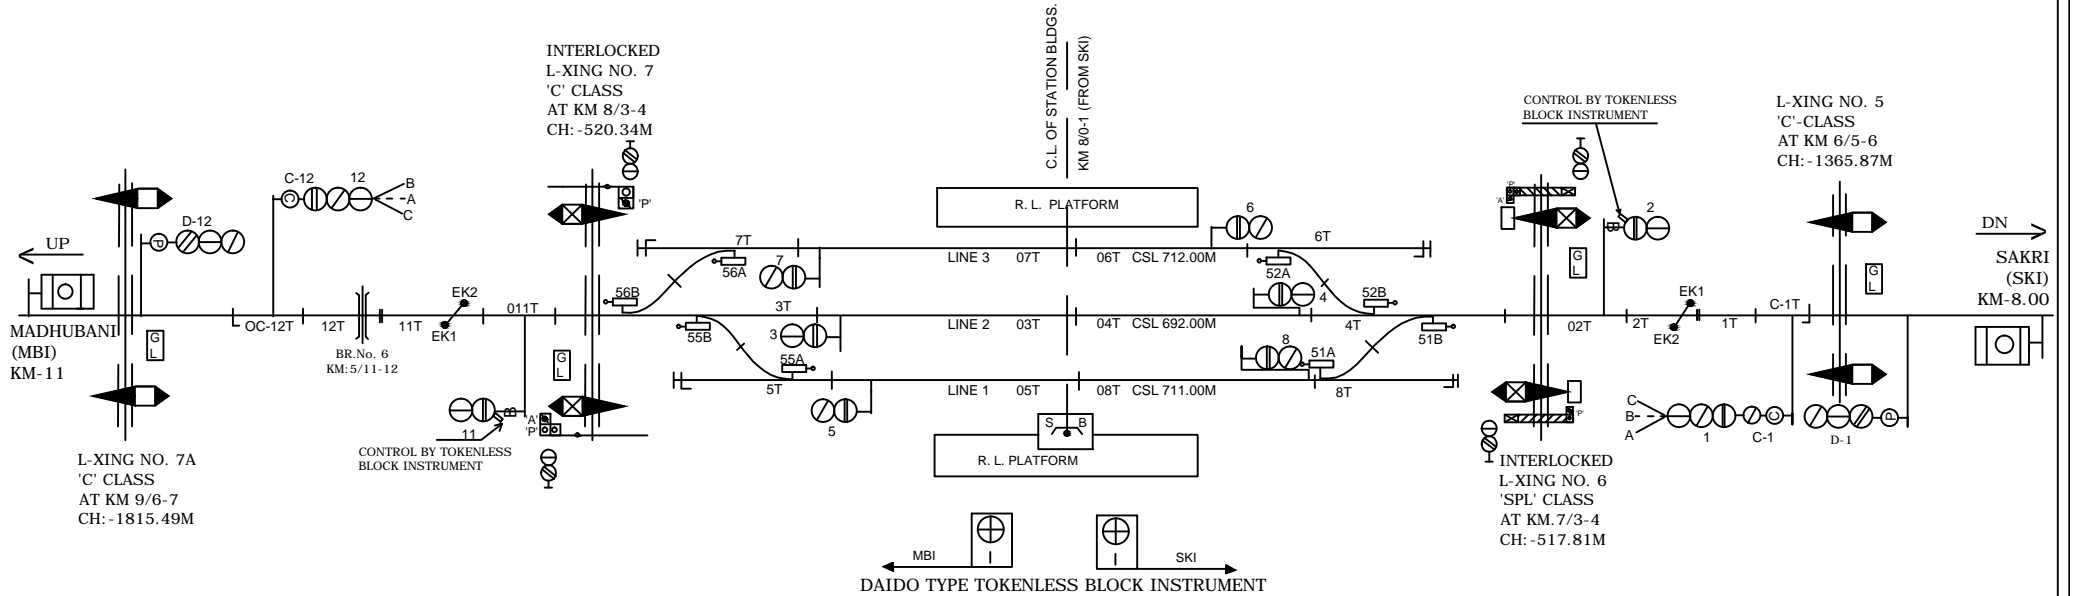 INTERLOCKED
L-XING NO. 7
'C' CLASS
AT KM 8/3-4
CH:-520.34M
C.L. OF STATION BLDGS.
KM 8/0-1 (FROM SKI)
CONTROL BY TOKENLESS
BLOCK INSTRUMENT
L-XING NO. 5
'C'-CLASS
AT KM 6/5-6
CH:-1365.87M
C-12
12
B
A
C
C
D-12
P
'P'
R. L. PLATFORM
6
'P'
'A'
2
B
UP
DN
7T
6T
LINE 3
07T
06T
CSL 712.00M
56A
7
52A
G
L
G
L
SAKRI
(SKI)
KM-8.00
56B
EK2
EK1
3T
4
52B
EK1
EK2
C-1T
MADHUBANI
(MBI)
KM-11
OC-12T
12T
11T
011T
LINE 2
03T
04T
CSL 692.00M
4T
02T
2T
1T
G
L
BR.No. 6
KM:5/11-12
G
L
55B
3
8
51A
51B
55A
5T
LINE 1
05T
08T
CSL 711.00M
8T
5
B
11
'A'
'P'
S
B
R. L. PLATFORM
'P'
C
B
A
1
C-1
C
D-1
P
CONTROL BY TOKENLESS
BLOCK INSTRUMENT
L-XING NO. 7A
'C' CLASS
AT KM 9/6-7
CH:-1815.49M
INTERLOCKED
L-XING NO. 6
'SPL' CLASS
AT KM.7/3-4
CH:-517.81M
MBI
SKI
DAIDO TYPE TOKENLESS BLOCK INSTRUMENT